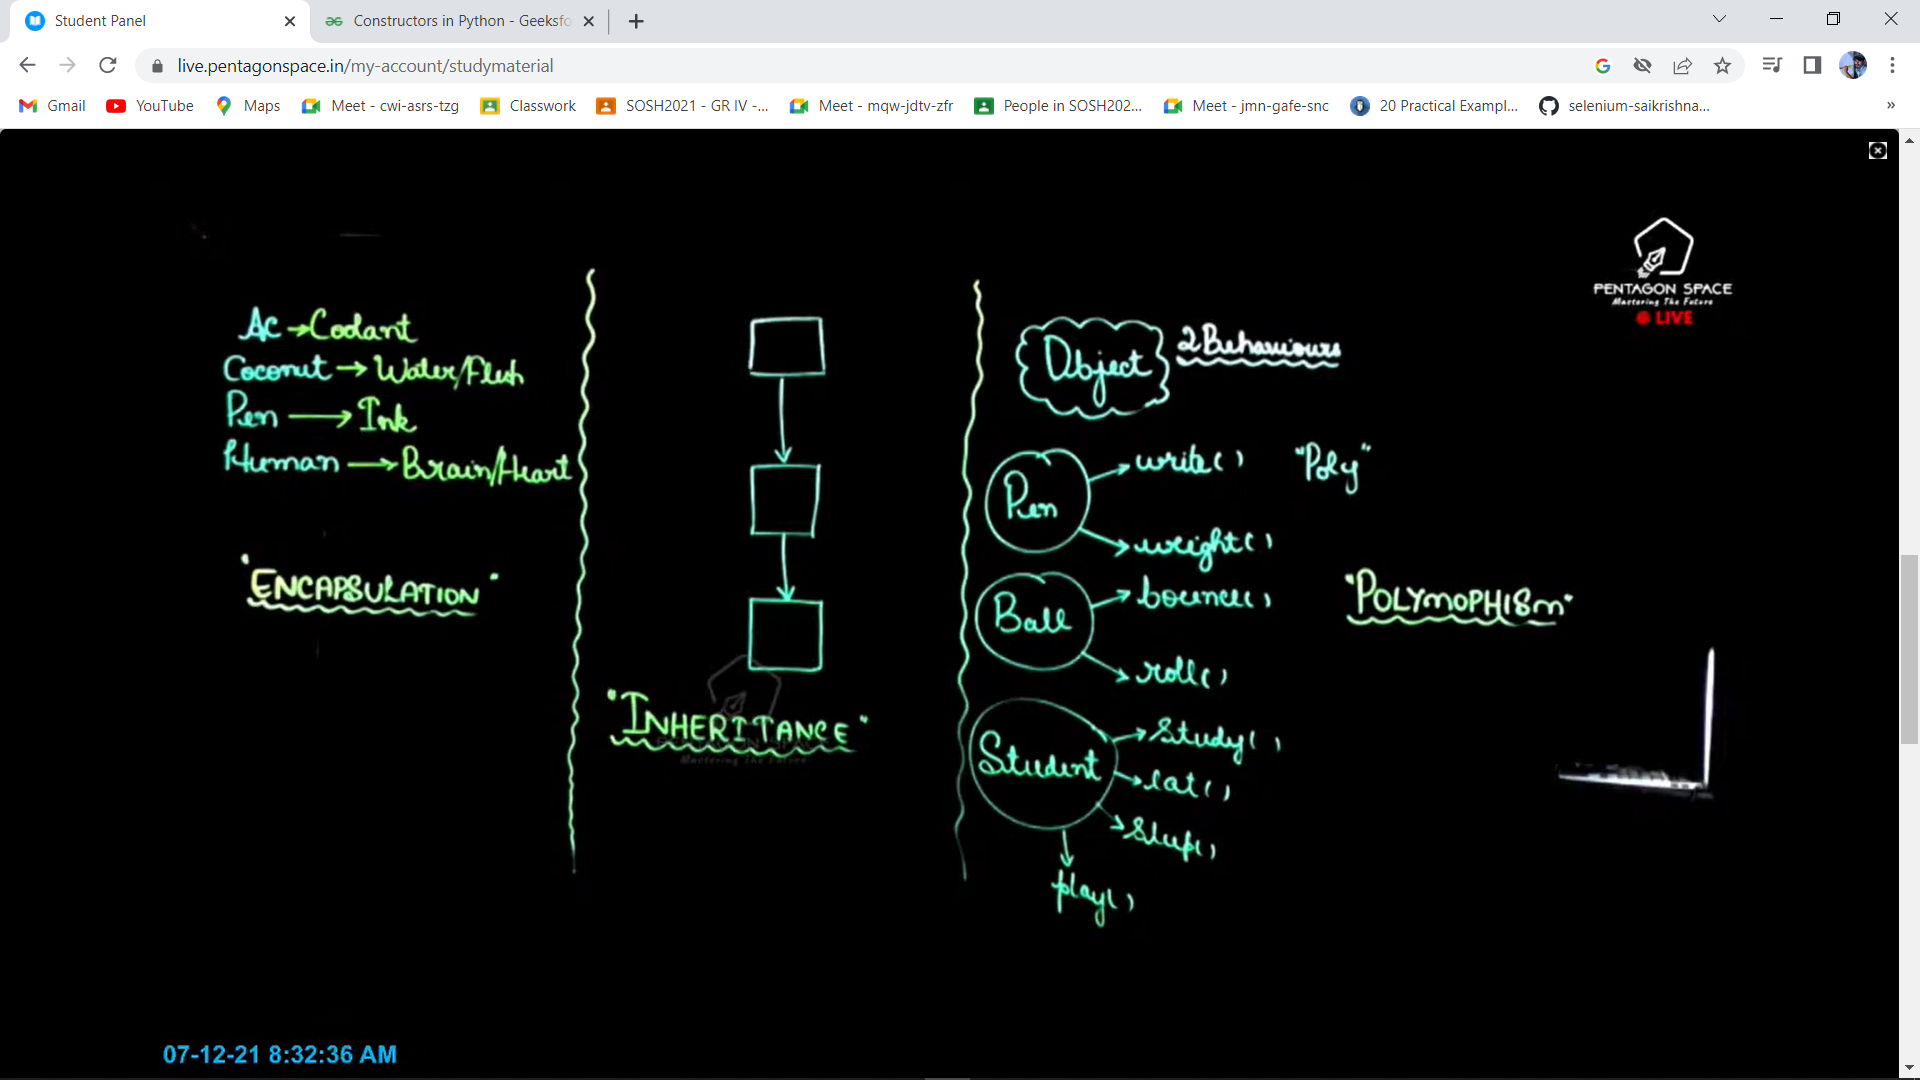 Student Panel
Constructors in Python - Geeksfo
live.pentagonspace.in/my-account/studymaterial
Gmail
YouTube
Maps
Meet - cwi-asrs-tzg
Classwork
SOSH2021 - GR IV -...
Meet - mqw-jdtv-zfr
People in SOSH202...
Meet - jmn-gafe-snc
20 Practical Exampl...
selenium-saikrishna...
»
PENTAGON SPACE
Mastering The Future
LIVE
Ac → Codant
Coconut → Water/Flesh
Pen → Ink
Human → Brain/Heart
"ENCAPSULATION"
"INHERITANCE"
Object
2 Behaviours
Pen
write()
"Poly"
weight()
Ball
bounce()
roll()
"POLYMOPHISm"
Student
Study()
eat()
Sleep()
play()
07-12-21 8:32:36 AM